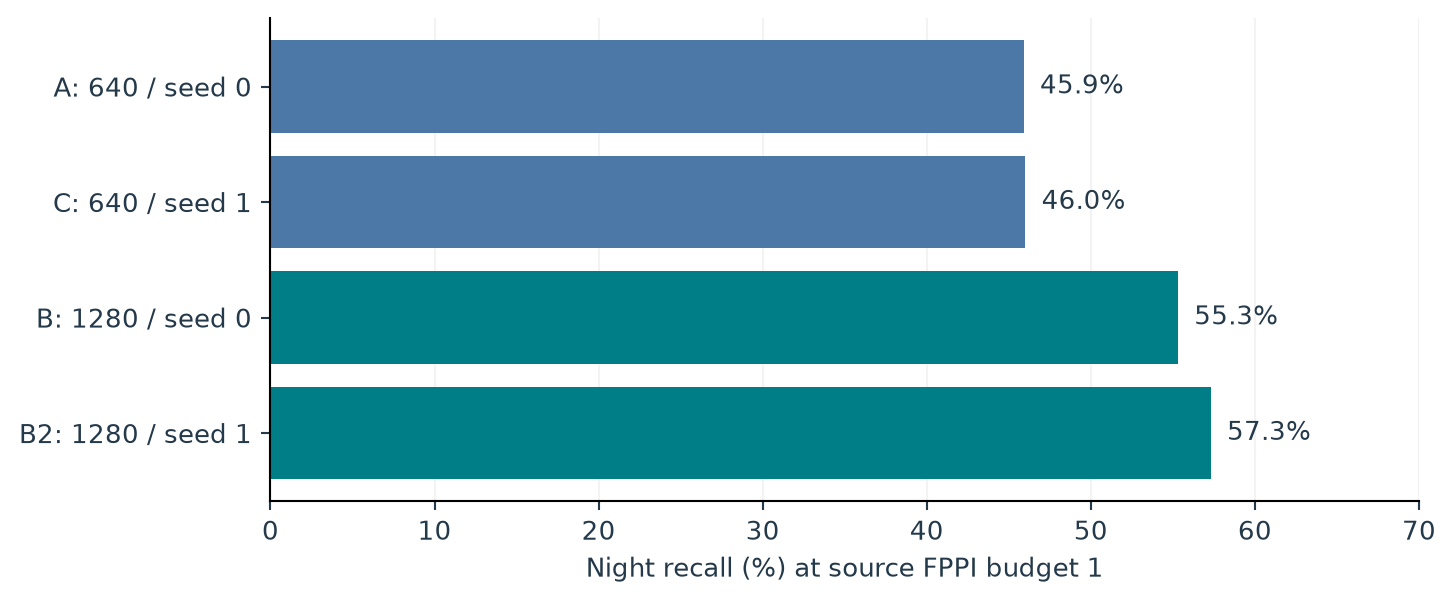 A: 640 / seed 0
45.9%
C: 640 / seed 1
46.0%
B: 1280 / seed 0
55.3%
B2: 1280 / seed 1
57.3%
0 10 20 30 40 50 60 70
Night recall (%) at source FPPI budget 1